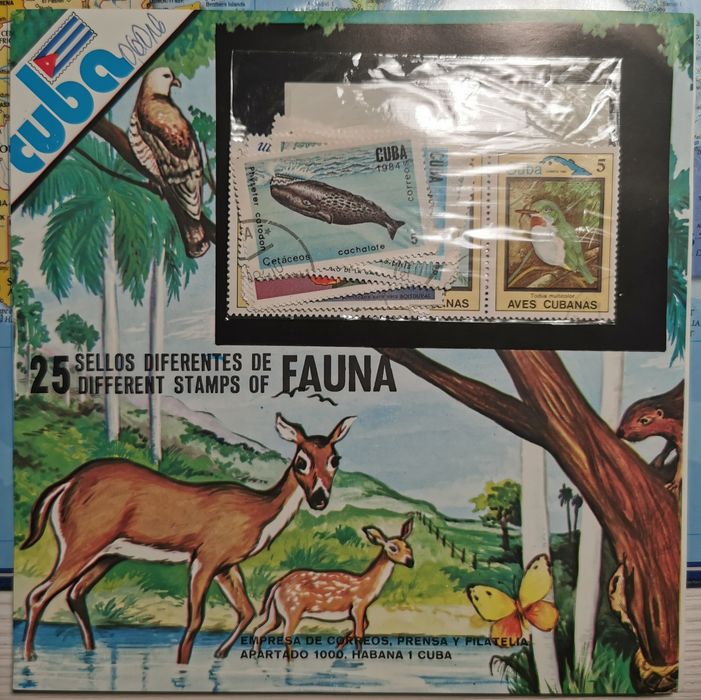 cuba
CUBA
1984
correos
Physeter catodon
5
Cetáceos cachalote
Cuba 5
Todus multicolor
AVES CUBANAS
ENAS
25 SELLOS DIFERENTES DE
DIFFERENT STAMPS OF FAUNA
EMPRESA DE CORREOS, PRENSA Y FILATELIA
APARTADO 1000, HABANA 1 CUBA